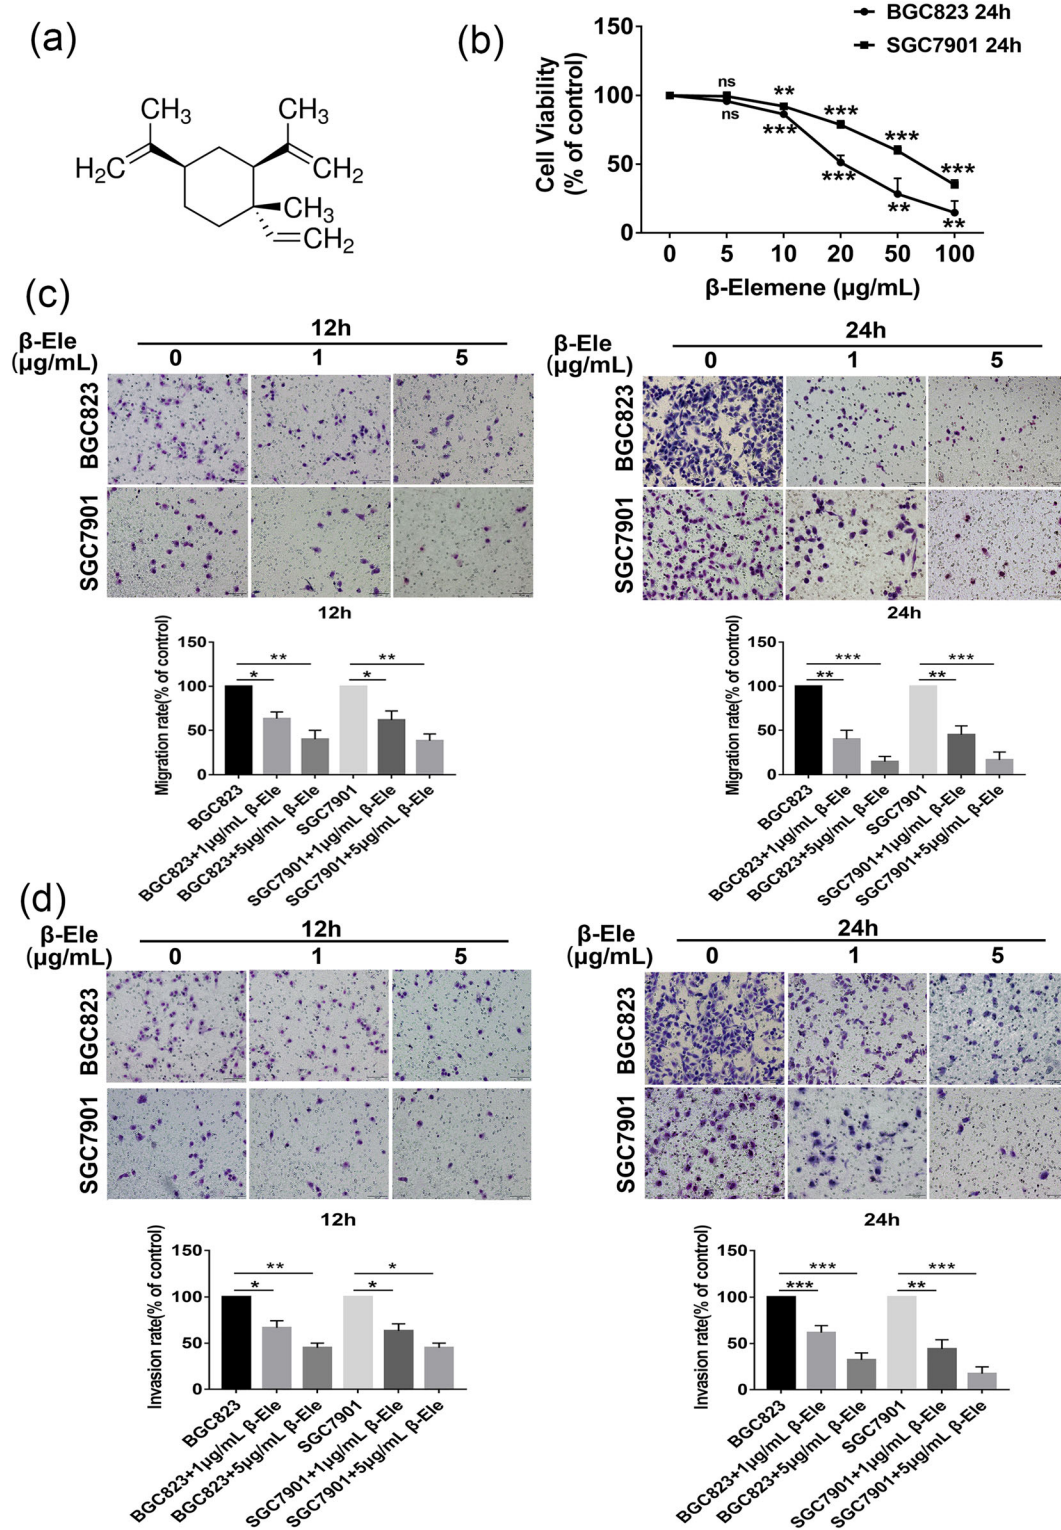 (a)
CH3
CH3
H2C
CH2
CH3
CH2
(b)
BGC823 24h
SGC7901 24h
Cell Viability
(% of control)
150
100
50
0
ns
ns
**
***
***
***
***
**
***
**
0 5 10 20 50 100
β-Elemene (μg/mL)
(c)
12h
β-Ele
(μg/mL)
0 1 5
BGC823
SGC7901
24h
β-Ele
(μg/mL)
0 1 5
BGC823
SGC7901
12h
Migration rate(% of control)
150
100
50
0
**
*
**
*
BGC823
BGC823+1μg/mL β-Ele
BGC823+5μg/mL β-Ele
SGC7901
SGC7901+1μg/mL β-Ele
SGC7901+5μg/mL β-Ele
24h
Migration rate(% of control)
150
100
50
0
***
**
***
**
BGC823
BGC823+1μg/mL β-Ele
BGC823+5μg/mL β-Ele
SGC7901
SGC7901+1μg/mL β-Ele
SGC7901+5μg/mL β-Ele
(d)
12h
β-Ele
(μg/mL)
0 1 5
BGC823
SGC7901
24h
β-Ele
(μg/mL)
0 1 5
BGC823
SGC7901
12h
Invasion rate(% of control)
150
100
50
0
**
*
*
*
BGC823
BGC823+1μg/mL β-Ele
BGC823+5μg/mL β-Ele
SGC7901
SGC7901+1μg/mL β-Ele
SGC7901+5μg/mL β-Ele
24h
Invasion rate(% of control)
150
100
50
0
***
***
***
**
BGC823
BGC823+1μg/mL β-Ele
BGC823+5μg/mL β-Ele
SGC7901
SGC7901+1μg/mL β-Ele
SGC7901+5μg/mL β-Ele